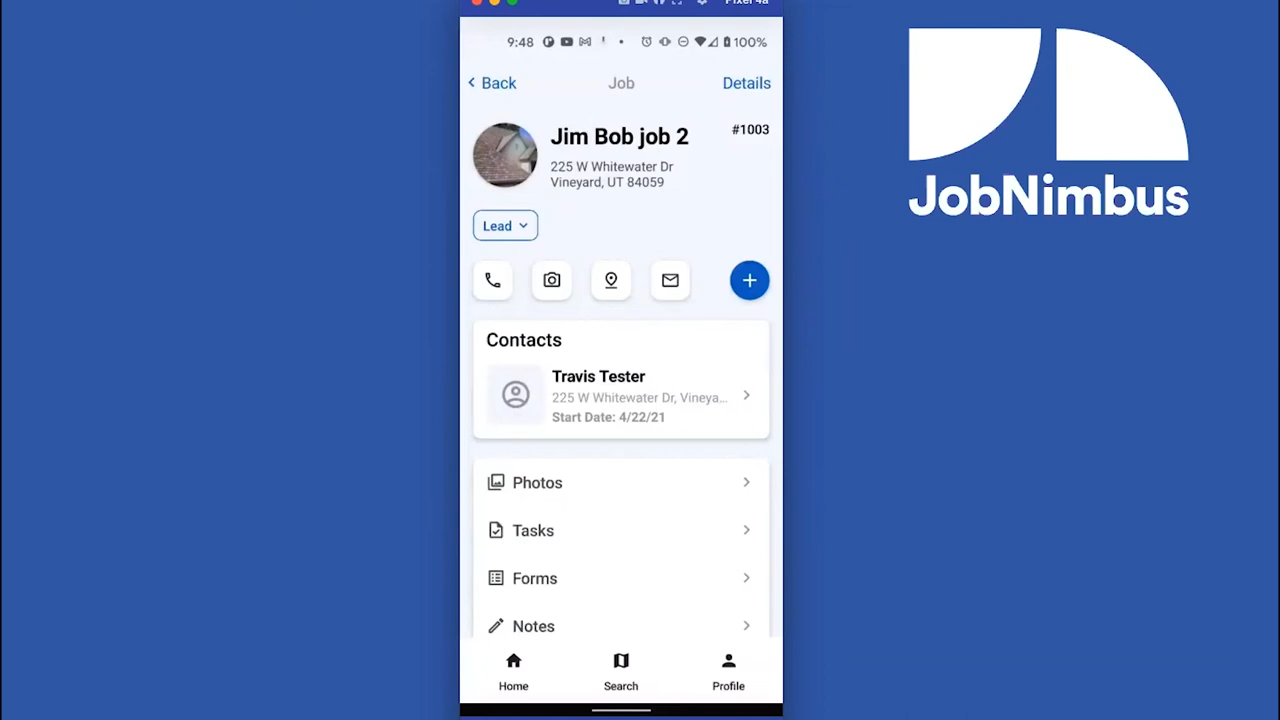 Pixel 4a
9:48 100%
Back Job Details
Jim Bob job 2 #1003
225 W Whitewater Dr
Vineyard, UT 84059
Lead
Contacts
Travis Tester
225 W Whitewater Dr, Vineya...
Start Date: 4/22/21
Photos
Tasks
Forms
Notes
Home Search Profile
JobNimbus